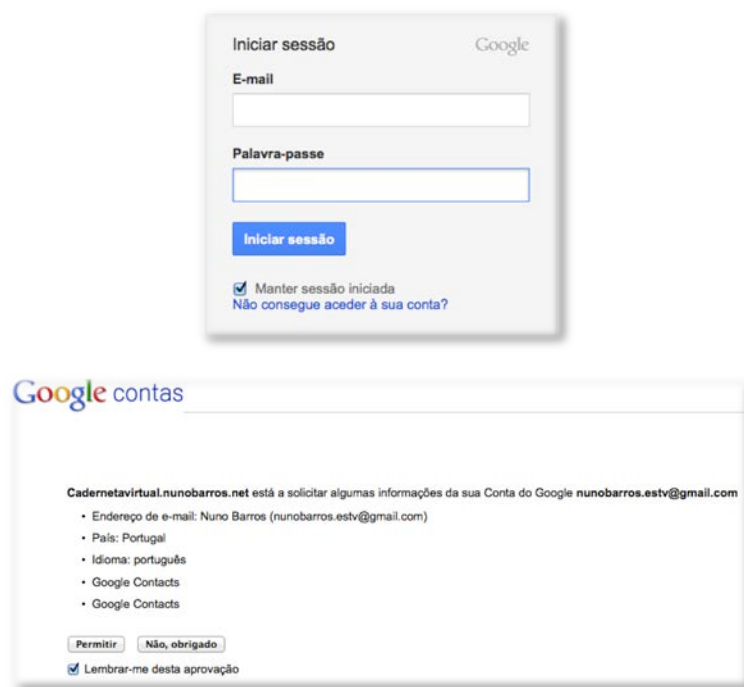 Iniciar sessão Google
E-mail
Palavra-passe
Iniciar sessão
Manter sessão iniciada
Não consegue aceder à sua conta?
Google contas
Cadernetavirtual.nunobarros.net está a solicitar algumas informações da sua Conta do Google nunobarros.estv@gmail.com
• Endereço de e-mail: Nuno Barros (nunobarros.estv@gmail.com)
• País: Portugal
• Idioma: português
• Google Contacts
• Google Contacts
Permitir Não, obrigado
Lembrar-me desta aprovação